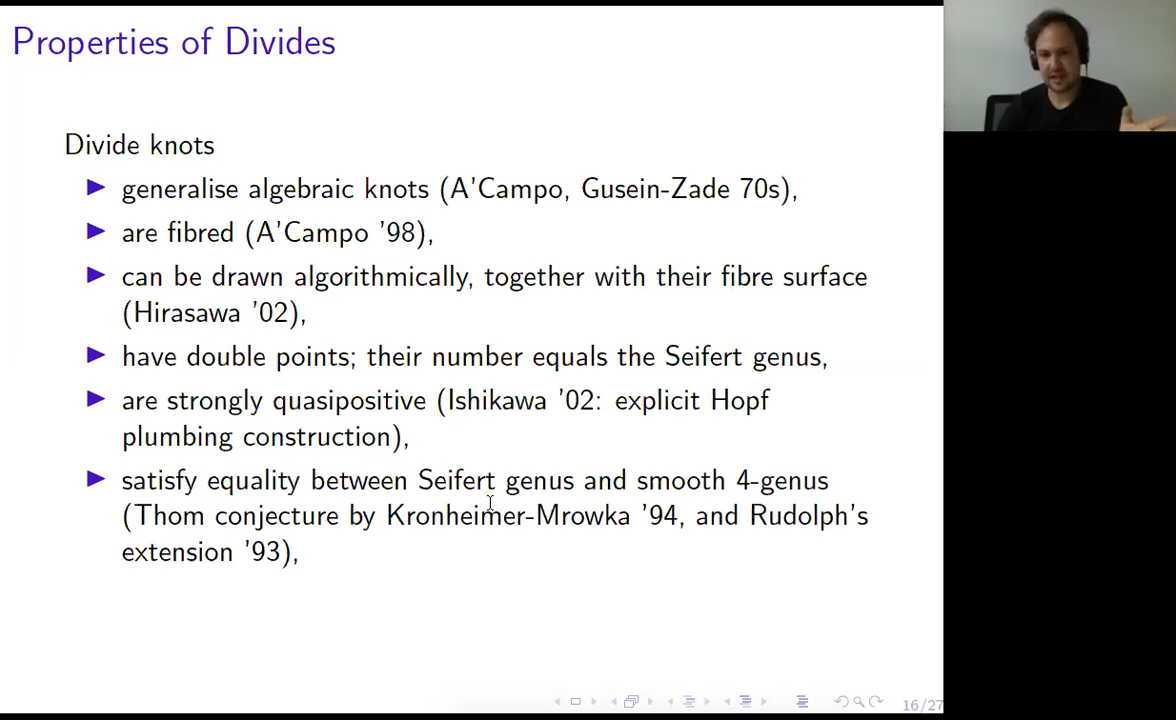 Properties of Divides
Divide knots
▶ generalise algebraic knots (A'Campo, Gusein-Zade 70s),
▶ are fibred (A'Campo '98),
▶ can be drawn algorithmically, together with their fibre surface
(Hirasawa '02),
▶ have double points; their number equals the Seifert genus,
▶ are strongly quasipositive (Ishikawa '02: explicit Hopf
plumbing construction),
▶ satisfy equality between Seifert genus and smooth 4-genus
(Thom conjecture by Kronheimer-Mrowka '94, and Rudolph's
extension '93),
16/27